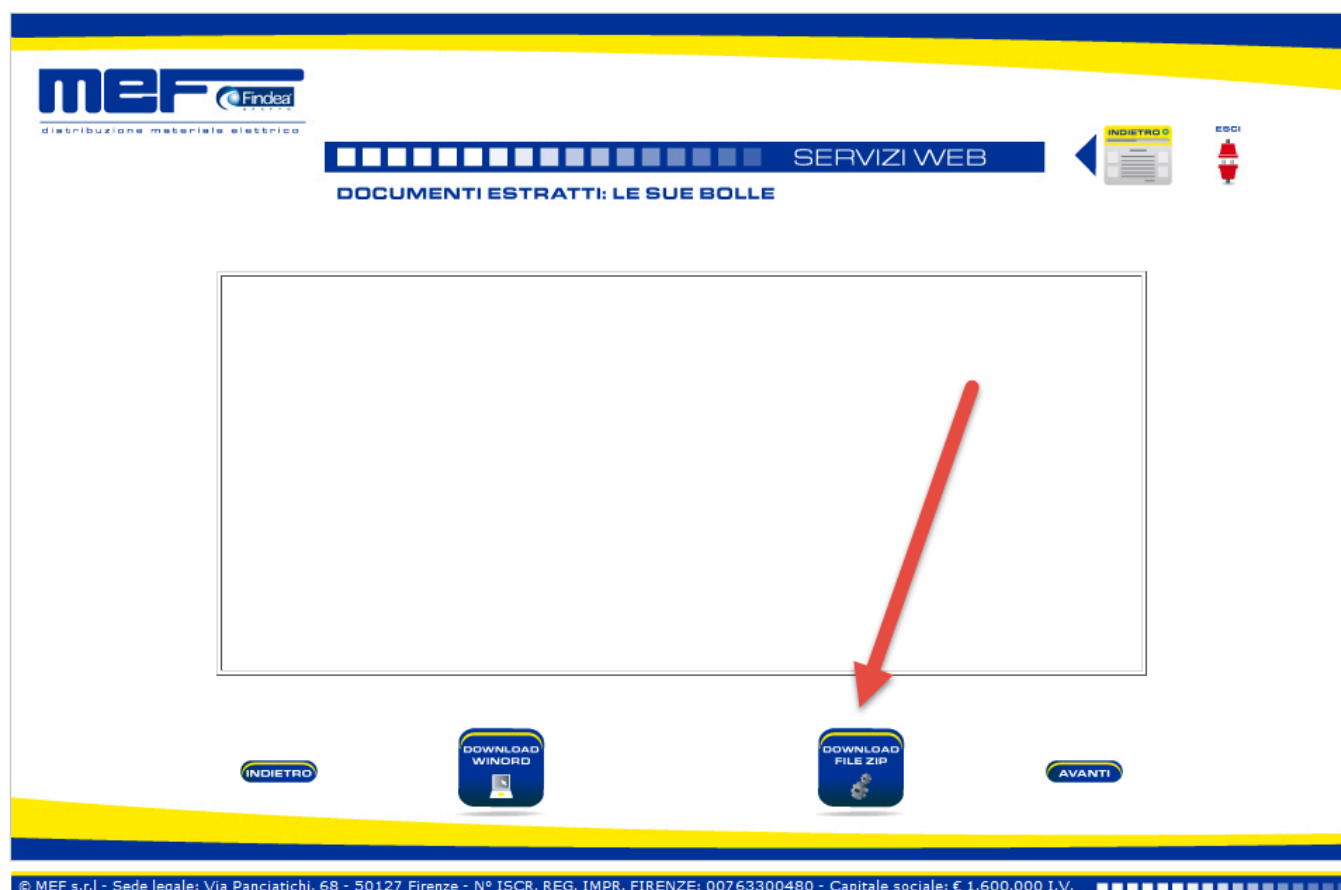 mef Findea
GRUPPO
distribuzione materiale elettrico
INDIETRO
ESCI
SERVIZI WEB
DOCUMENTI ESTRATTI: LE SUE BOLLE
INDIETRO
DOWNLOAD
WINORD
DOWNLOAD
FILE ZIP
AVANTI
© MEF s.r.l - Sede legale: Via Panciatichi, 68 - 50127 Firenze - N° ISCR. REG. IMPR. FIRENZE: 00763300480 - Capitale sociale: € 1.600.000 I.V.